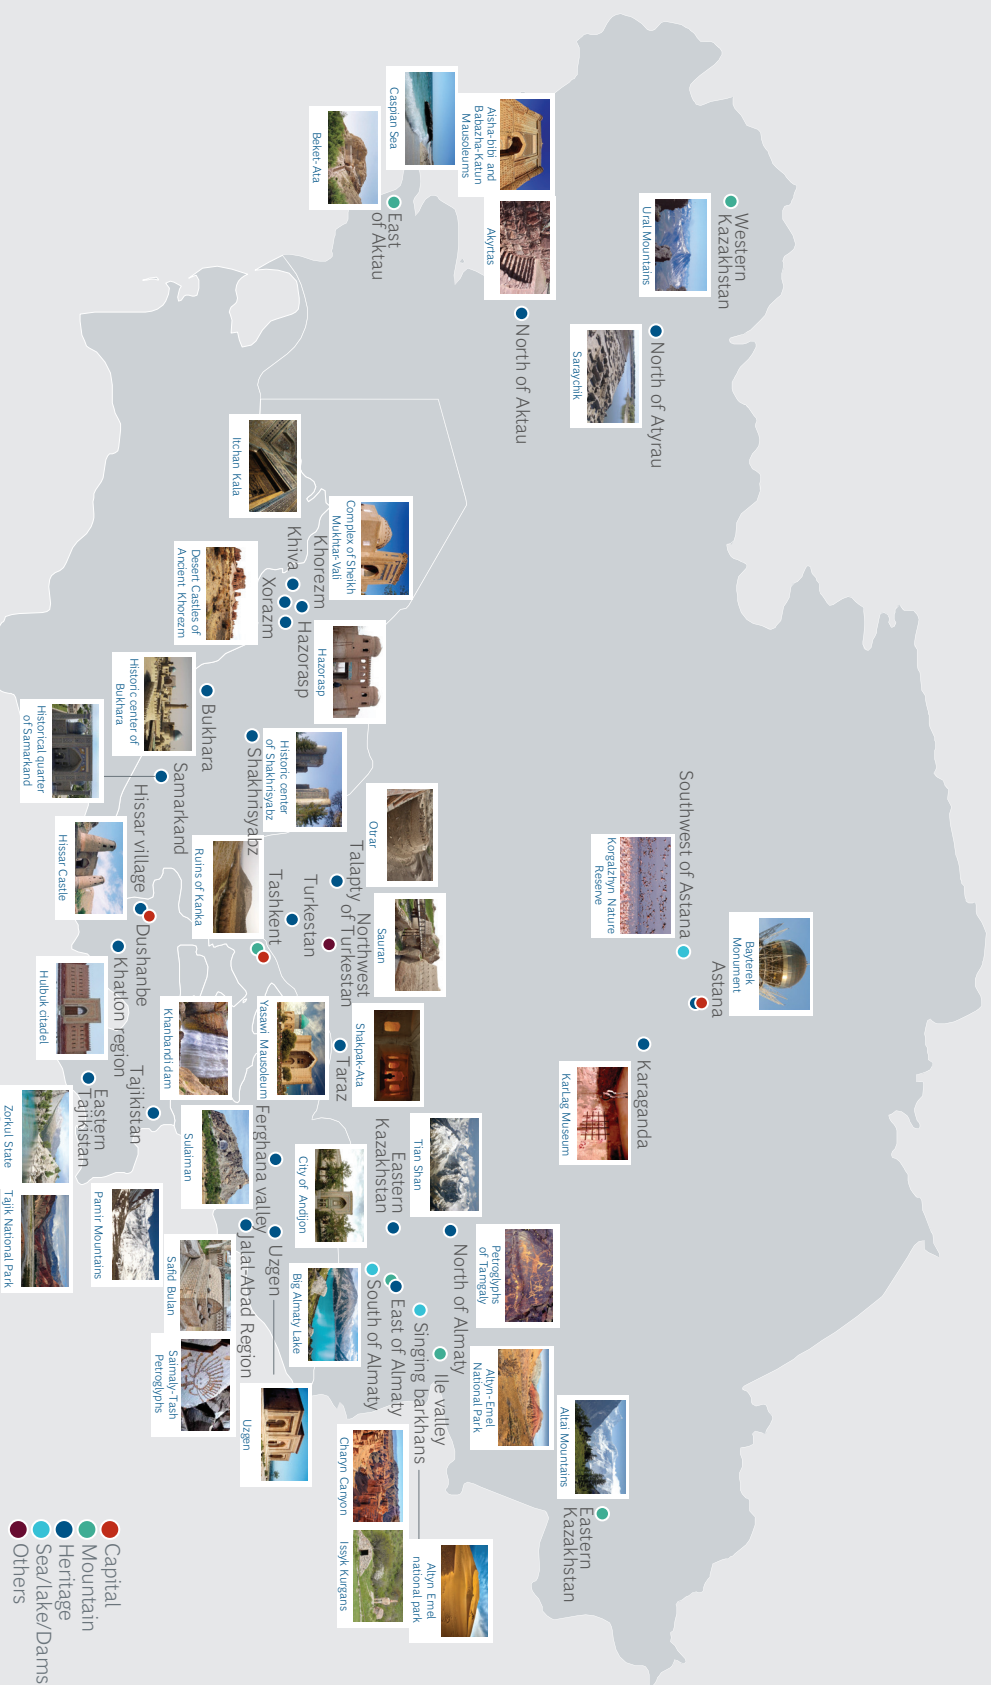 Western
Kazakhstan
Ural Mountains
North of Atyrau
Saraychik
Aisha-bibi and
Babazha-Katun
Mausoleums
Akyrtas
North of Aktau
Caspian Sea
Beket-Ata
East
of Aktau
Southwest of Astana
Korgalzhyn Nature
Reserve
Bayterek
Monument
Astana
Karaganda
KarLag Museum
Itchan Kala
Complex of Sheikh
Mukhtar-Vali
Khiva
Khorezm
Xorazm
Hazorasp
Hazorasp
Desert Castles of
Ancient Khorezm
Historic center of
Bukhara
Bukhara
Historical quarter
of Samarkand
Samarkand
Historic center
of Shakhrisyabz
Shakhrisyabz
Otrar
Talapty
Northwest
of Turkestan
Sauran
Turkestan
Tashkent
Ruins of Kanka
Hissar village
Hissar Castle
Dushanbe
Khatlon region
Hulbuk citadel
Khanbandi dam
Yasawi Mausoleum
Shakpak-Ata
Taraz
Tajikistan
Eastern
Tajikistan
Zorkul State
Tajik National Park
Pamir Mountains
Sulaiman
Ferghana valley
City of Andijon
Eastern
Kazakhstan
Tian Shan
North of Almaty
Petroglyphs
of Tamgaly
Safid Bulan
Jalal-Abad Region
Saimaly-Tash
Petroglyphs
Uzgen
Uzgen
Big Almaty Lake
South of Almaty
East of Almaty
Singing barkhans
Ile valley
Altyn-Emel
National Park
Altai Mountains
Eastern
Kazakhstan
Charyn Canyon
Issyk Kurgans
Altyn Emel
national park
Capital
Mountain
Heritage
Sea/lake/Dams
Others